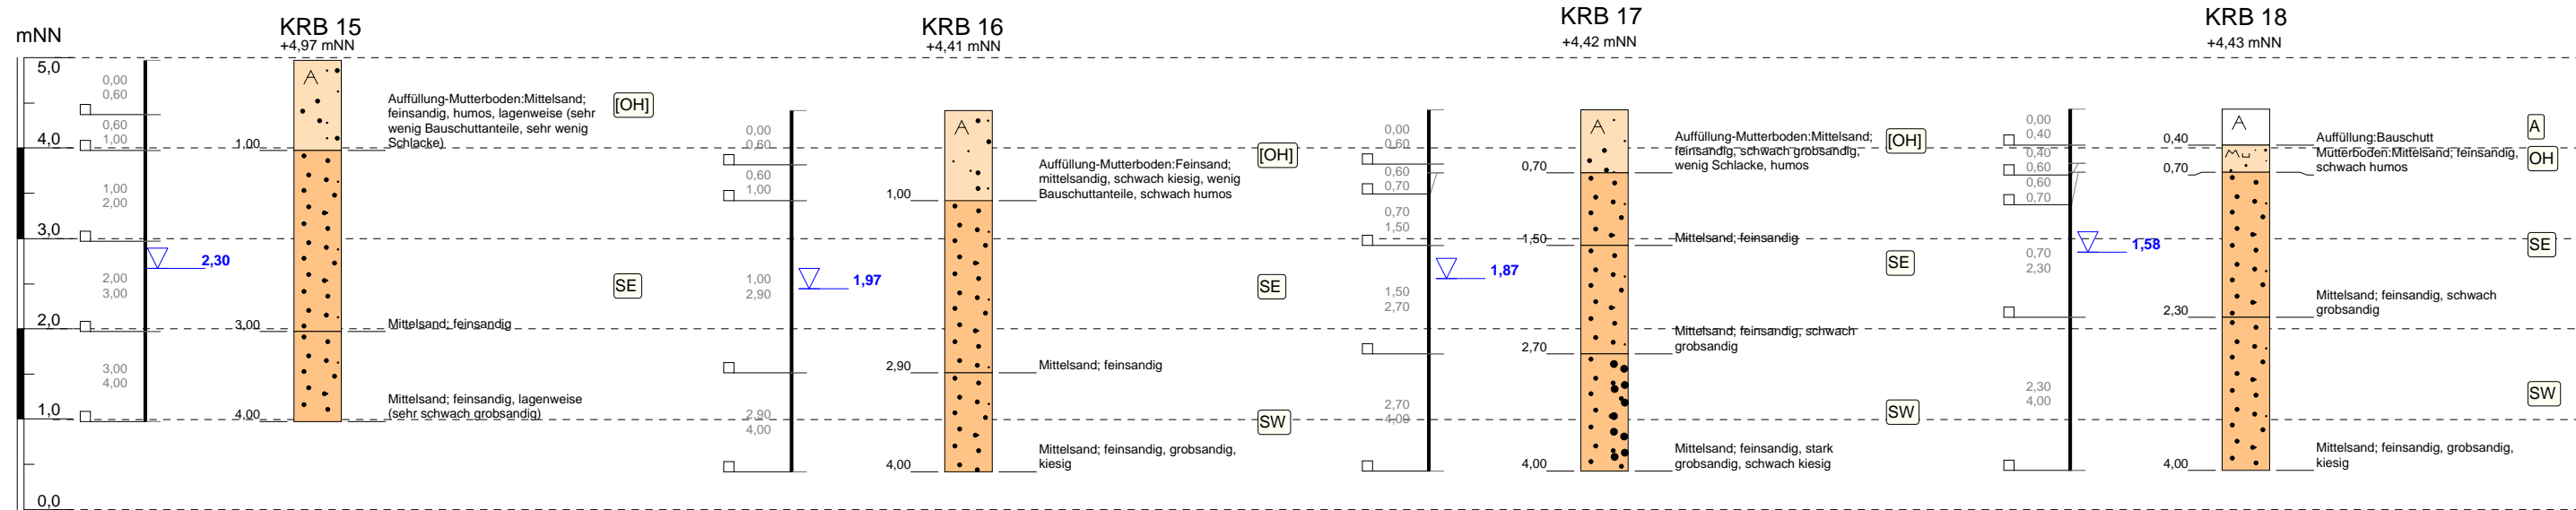 mNN
5,0
4,0
3,0
2,0
1,0
0,0
KRB 15
+4,97 mNN
0,00
0,60
0,60
1,00
1,00
2,00
2,00
3,00
3,00
4,00
2,30
A
1,00
3,00
4,00
Auffüllung-Mutterboden:Mittelsand;
feinsandig, humos, lagenweise (sehr
wenig Bauschuttanteile, sehr wenig
Schlacke)
Mittelsand; feinsandig
Mittelsand; feinsandig, lagenweise
(sehr schwach grobsandig)
[OH]
SE
KRB 16
+4,41 mNN
0,00
0,60
0,60
1,00
1,00
2,90
2,90
4,00
1,97
A
1,00
2,90
4,00
Auffüllung-Mutterboden:Feinsand;
mittelsandig, schwach kiesig, wenig
Bauschuttanteile, schwach humos
Mittelsand; feinsandig
Mittelsand; feinsandig, grobsandig,
kiesig
[OH]
SE
SW
KRB 17
+4,42 mNN
0,00
0,60
0,60
0,70
0,70
1,50
1,50
2,70
2,70
4,00
1,87
A
0,70
1,50
2,70
4,00
Auffüllung-Mutterboden:Mittelsand;
feinsandig, schwach grobsandig,
wenig Schlacke, humos
Mittelsand; feinsandig
Mittelsand; feinsandig, schwach
grobsandig
Mittelsand; feinsandig, stark
grobsandig, schwach kiesig
[OH]
SE
SW
KRB 18
+4,43 mNN
0,00
0,40
0,40
0,60
0,60
0,70
0,70
2,30
2,30
4,00
1,58
A
Mu
0,40
0,70
2,30
4,00
Auffüllung:Bauschutt
Mutterboden:Mittelsand; feinsandig,
schwach humos
Mittelsand; feinsandig, schwach
grobsandig
Mittelsand; feinsandig, grobsandig,
kiesig
A
OH
SE
SW